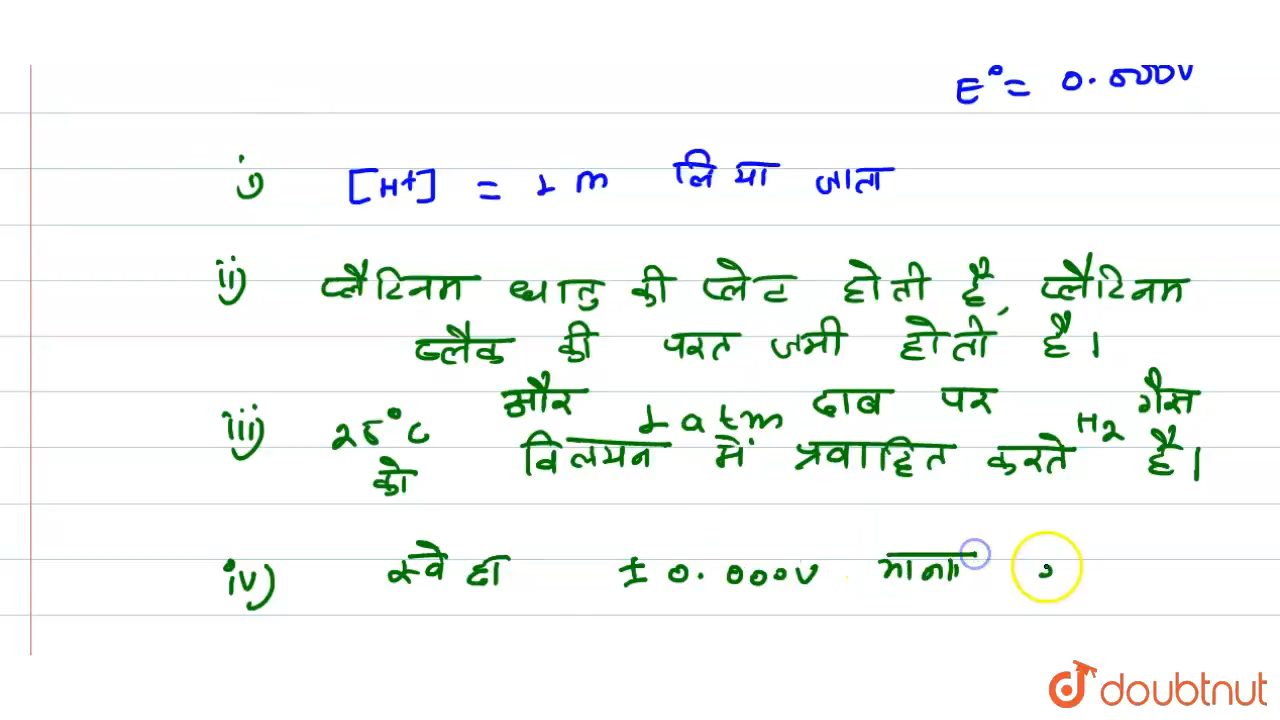 E° = 0.000V
i) [H+] = 1 m लिया जाता
ii) प्लैटिनम धातु की प्लेट होती है, प्लैटिनम
ब्लैक की परत जमी होती है।
iii) 25°C और 1 atm दाब पर H2 गैस
को विलयन में प्रवाहित करते है।
iv) ± 0.000V माना
doubtnut